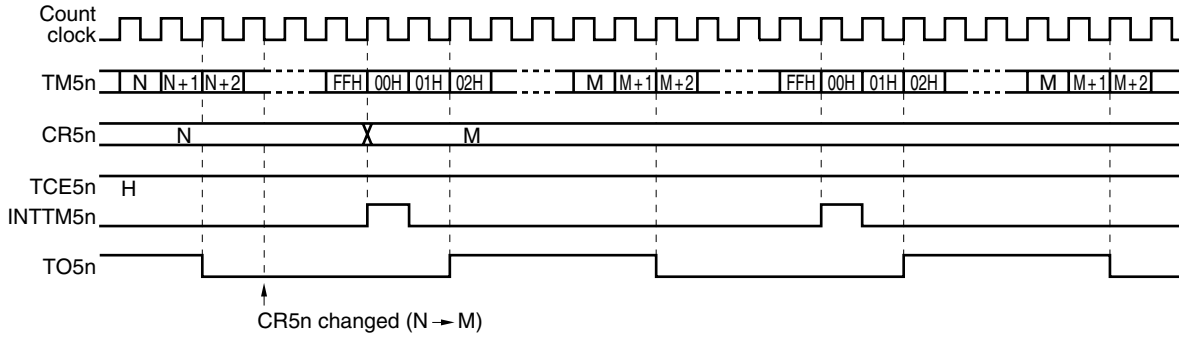 Count
clock
TM5n N N+1 N+2 FFH 00H 01H 02H M M+1 M+2 FFH 00H 01H 02H M M+1 M+2
CR5n N M
TCE5n H
INTTM5n
TO5n
CR5n changed (N → M)